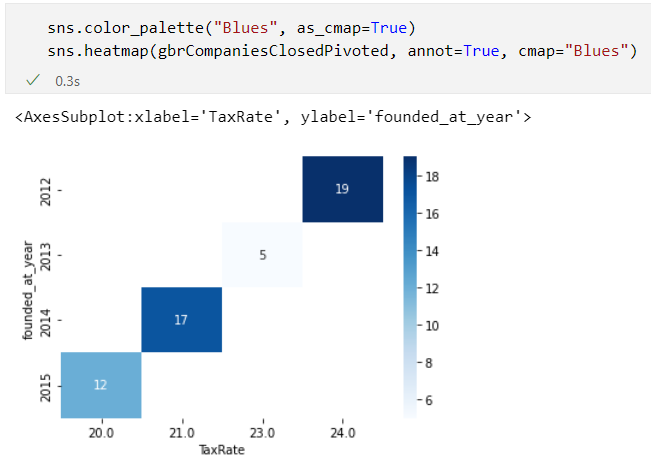 sns.color_palette("Blues", as_cmap=True)
sns.heatmap(gbrCompaniesClosedPivoted, annot=True, cmap="Blues")
0.3s
<AxesSubplot:xlabel='TaxRate', ylabel='founded_at_year'>
founded_at_year
2012
2013
2014
2015
19
5
17
12
20.0 21.0 23.0 24.0
TaxRate
18
16
14
12
10
8
6